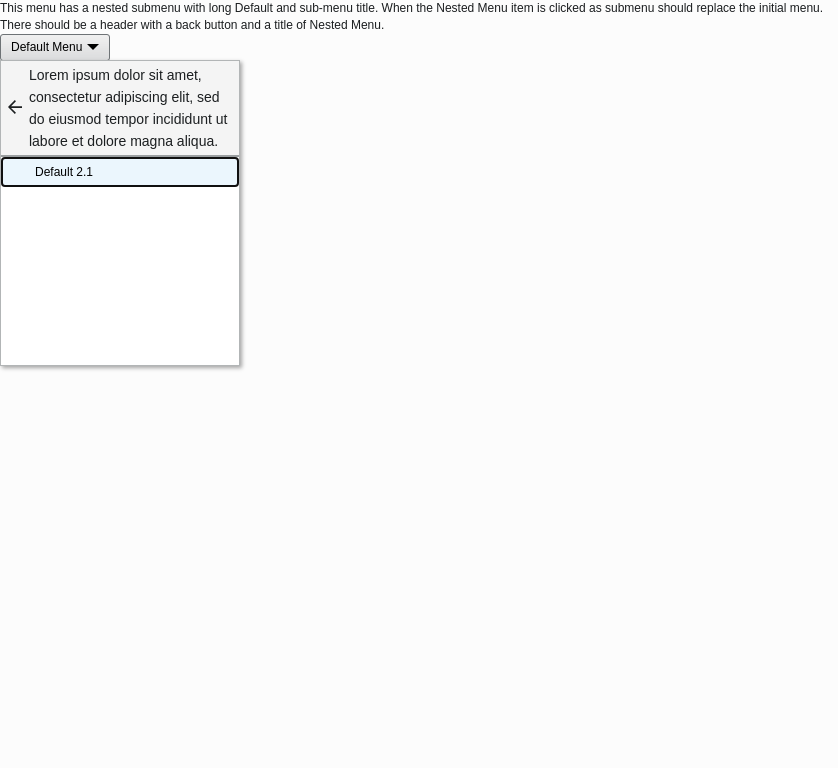 This menu has a nested submenu with long Default and sub-menu title. When the Nested Menu item is clicked as submenu should replace the initial menu.
There should be a header with a back button and a title of Nested Menu.
Default Menu
Lorem ipsum dolor sit amet,
consectetur adipiscing elit, sed
do eiusmod tempor incididunt ut
labore et dolore magna aliqua.
Default 2.1